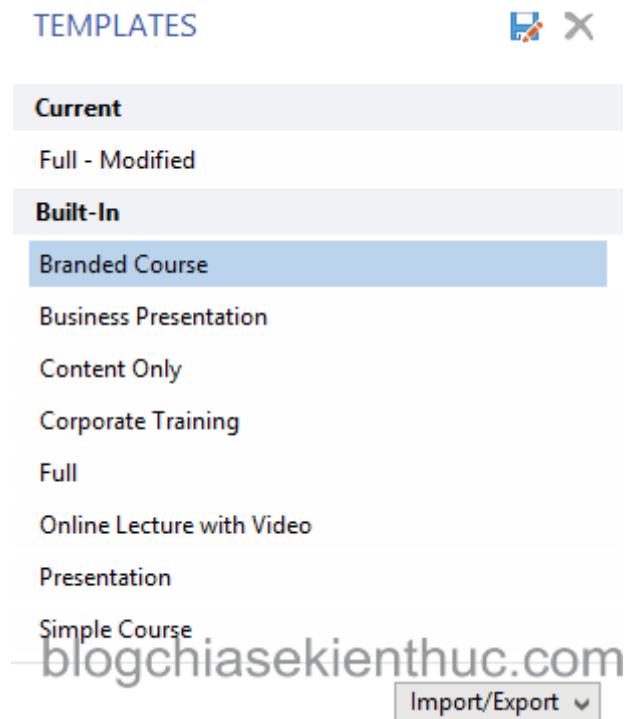 TEMPLATES
Current
Full - Modified
Built-In
Branded Course
Business Presentation
Content Only
Corporate Training
Full
Online Lecture with Video
Presentation
Simple Course
blogchiasekienthuc.com
Import/Export